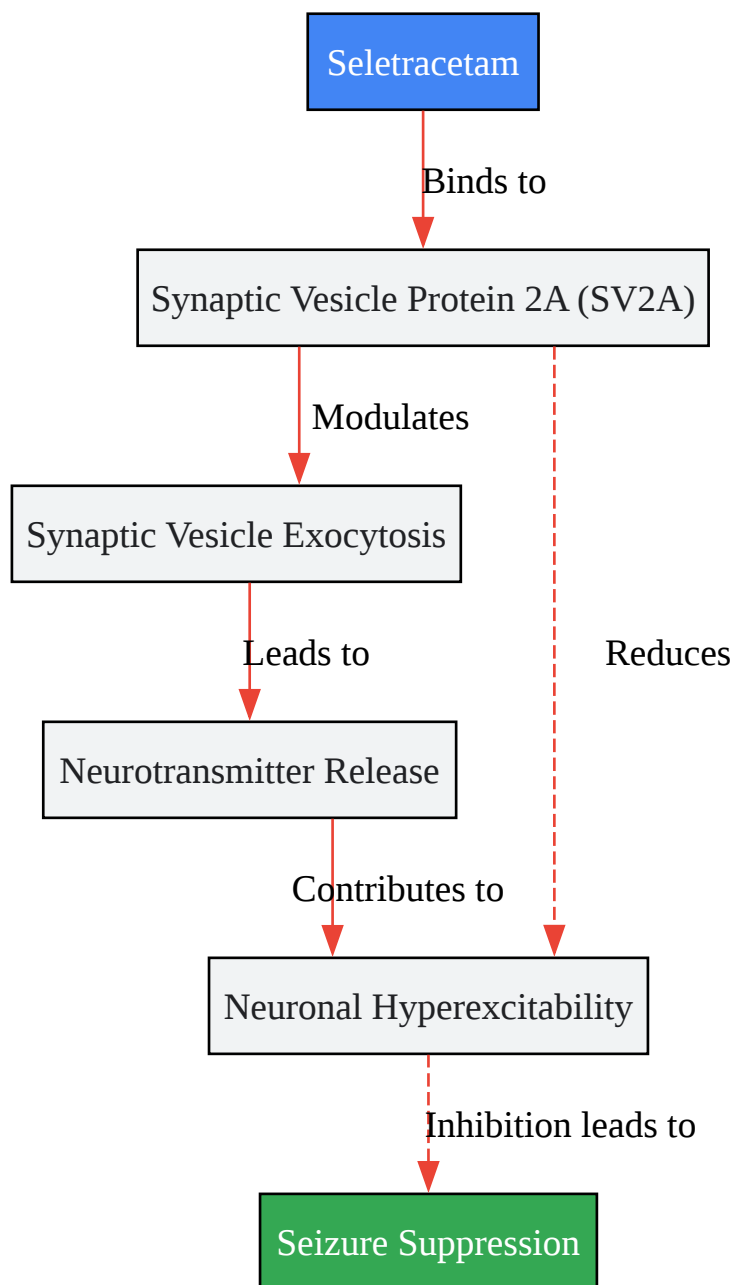 Seletracetam
Binds to
Synaptic Vesicle Protein 2A (SV2A)
Modulates
Synaptic Vesicle Exocytosis
Leads to
Reduces
Neurotransmitter Release
Contributes to
Neuronal Hyperexcitability
Inhibition leads to
Seizure Suppression